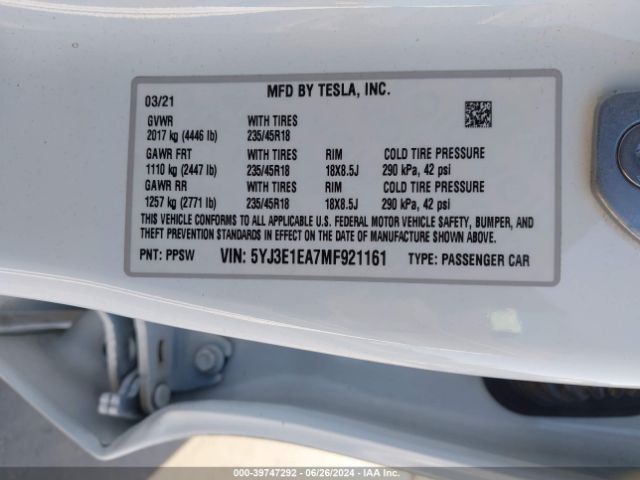 MFD BY TESLA, INC.
03/21
GVWR WITH TIRES
2017 kg (4446 lb) 235/45R18
GAWR FRT WITH TIRES RIM COLD TIRE PRESSURE
1110 kg (2447 lb) 235/45R18 18X8.5J 290 kPa, 42 psi
GAWR RR WITH TIRES RIM COLD TIRE PRESSURE
1257 kg (2771 lb) 235/45R18 18X8.5J 290 kPa, 42 psi
THIS VEHICLE CONFORMS TO ALL APPLICABLE U.S. FEDERAL MOTOR VEHICLE SAFETY, BUMPER, AND
THEFT PREVENTION STANDARDS IN EFFECT ON THE DATE OF MANUFACTURE SHOWN ABOVE.
PNT: PPSW VIN: 5YJ3E1EA7MF921161 TYPE: PASSENGER CAR
000-39747292 - 06/26/2024 - IAA Inc.